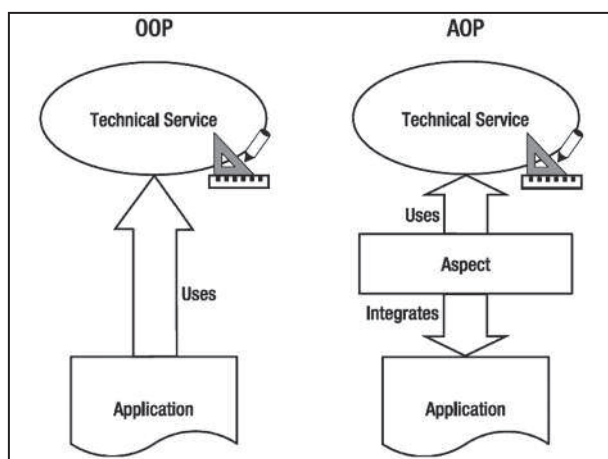 OOP
AOP
Technical Service
Technical Service
Uses
Uses
Aspect
Integrates
Application
Application